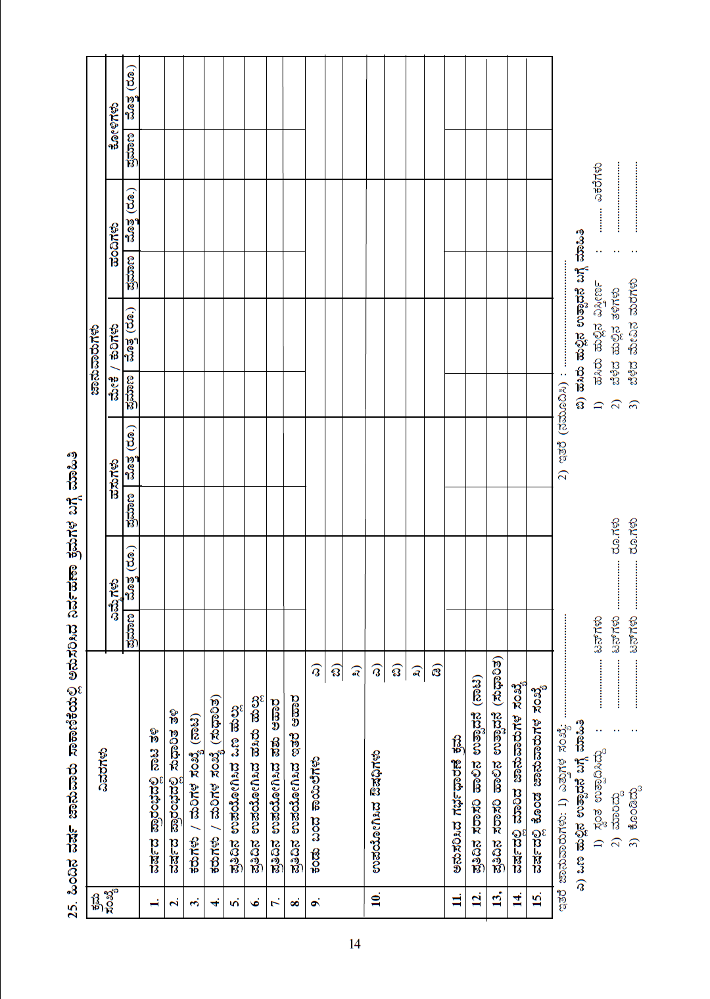 25. ಹಿಂದಿನ ವರ್ಷ ಜಾನುವಾರು ಸಾಕಾಣಿಕೆಯಲ್ಲಿ ಅನುಸರಿಸಿದ ನಿರ್ವಹಣಾ ಕ್ರಮಗಳ ಬಗ್ಗೆ ಮಾಹಿತಿ
ಕ್ರಮ ಸಂಖ್ಯೆ ವಿವರಗಳು ಜಾನುವಾರುಗಳು
ಎಮ್ಮೆಗಳು ಹಸುಗಳು ಮೇಕೆ / ಕುರಿಗಳು ಹಂದಿಗಳು ಕೋಳಿಗಳು
ಪ್ರಮಾಣ ಮೊತ್ತ (ರೂ.) ಪ್ರಮಾಣ ಮೊತ್ತ (ರೂ.) ಪ್ರಮಾಣ ಮೊತ್ತ (ರೂ.) ಪ್ರಮಾಣ ಮೊತ್ತ (ರೂ.) ಪ್ರಮಾಣ ಮೊತ್ತ (ರೂ.)
1. ವರ್ಷದ ಪ್ರಾರಂಭದಲ್ಲಿ ನಾಟಿ ತಳಿ
2. ವರ್ಷದ ಪ್ರಾರಂಭದಲ್ಲಿ ಸುಧಾರಿತ ತಳಿ
3. ಕರುಗಳು / ಮರಿಗಳ ಸಂಖ್ಯೆ (ನಾಟಿ)
4. ಕರುಗಳು / ಮರಿಗಳ ಸಂಖ್ಯೆ (ಸುಧಾರಿತ)
5. ಪ್ರತಿದಿನ ಉಪಯೋಗಿಸಿದ ಒಣ ಹುಲ್ಲು
6. ಪ್ರತಿದಿನ ಉಪಯೋಗಿಸಿದ ಹಸಿರು ಹುಲ್ಲು
7. ಪ್ರತಿದಿನ ಉಪಯೋಗಿಸಿದ ಪಶು ಆಹಾರ
8. ಪ್ರತಿದಿನ ಉಪಯೋಗಿಸಿದ ಇತರೆ ಆಹಾರ
9. ಕಂಡು ಬಂದ ಕಾಯಿಲೆಗಳು ಎ)
ಬಿ)
ಸಿ)
10. ಉಪಯೋಗಿಸಿದ ಔಷಧಿಗಳು ಎ)
ಬಿ)
ಸಿ)
ಡಿ)
11. ಅನುಸರಿಸಿದ ಗರ್ಭಧಾರಣೆ ಕ್ರಮ
12. ಪ್ರತಿದಿನ ಸರಾಸರಿ ಹಾಲಿನ ಉತ್ಪಾದನೆ (ನಾಟಿ)
13, ಪ್ರತಿದಿನ ಸರಾಸರಿ ಹಾಲಿನ ಉತ್ಪಾದನೆ (ಸುಧಾರಿತ)
14. ವರ್ಷದಲ್ಲಿ ಮಾರಿದ ಜಾನುವಾರುಗಳ ಸಂಖ್ಯೆ
15. ವರ್ಷದಲ್ಲಿ ಕೊಂಡ ಜಾನುವಾರುಗಳ ಸಂಖ್ಯೆ
ಇತರೆ ಜಾನುವಾರುಗಳು: 1) ಎತ್ತುಗಳ ಸಂಖ್ಯೆ: ........................................ 2) ಇತರೆ (ನಮೂದಿಸಿ) : ........................................
ಎ) ಒಣ ಹುಲ್ಲಿನ ಉತ್ಪಾದನೆ ಬಗ್ಗೆ ಮಾಹಿತಿ
1) ಸ್ವಂತ ಉತ್ಪಾದಿಸಿದ್ದು : .................. ಟನ್‌ಗಳು
2) ಮಾರಿದ್ದು : .................. ಟನ್‌ಗಳು .................. ರೂ.ಗಳು
3) ಕೊಂಡಿದ್ದು : .................. ಟನ್‌ಗಳು .................. ರೂ.ಗಳು
ಬಿ) ಹಸಿರು ಹುಲ್ಲಿನ ಉತ್ಪಾದನೆ ಬಗ್ಗೆ ಮಾಹಿತಿ
1) ಹಸಿರು ಹುಲ್ಲಿನ ವಿಸ್ತೀರ್ಣ : ......... ಎಕರೆಗಳು
2) ಬೆಳೆದ ಹುಲ್ಲಿನ ತಳಿಗಳು : ...........................
3) ಬೆಳೆದ ಮೇವಿನ ಮರಗಳು : ...........................
14